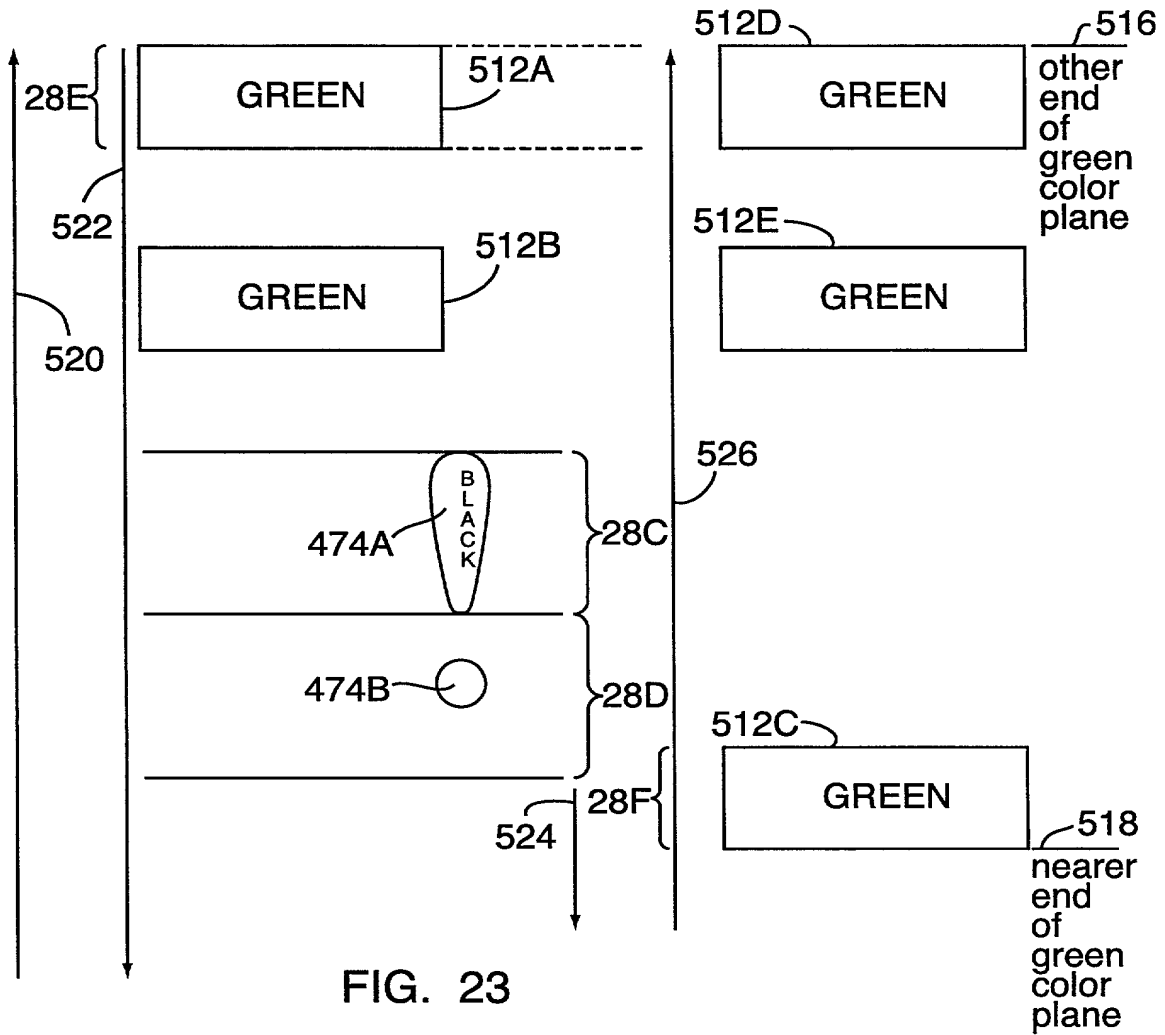 512D
516
28E
GREEN
512A
GREEN
other
end
of
green
color
plane
522
512B
512E
GREEN
GREEN
520
BLACK
526
474A
28C
474B
28D
512C
28F
GREEN
524
518
nearer
end
of
green
color
plane
FIG. 23